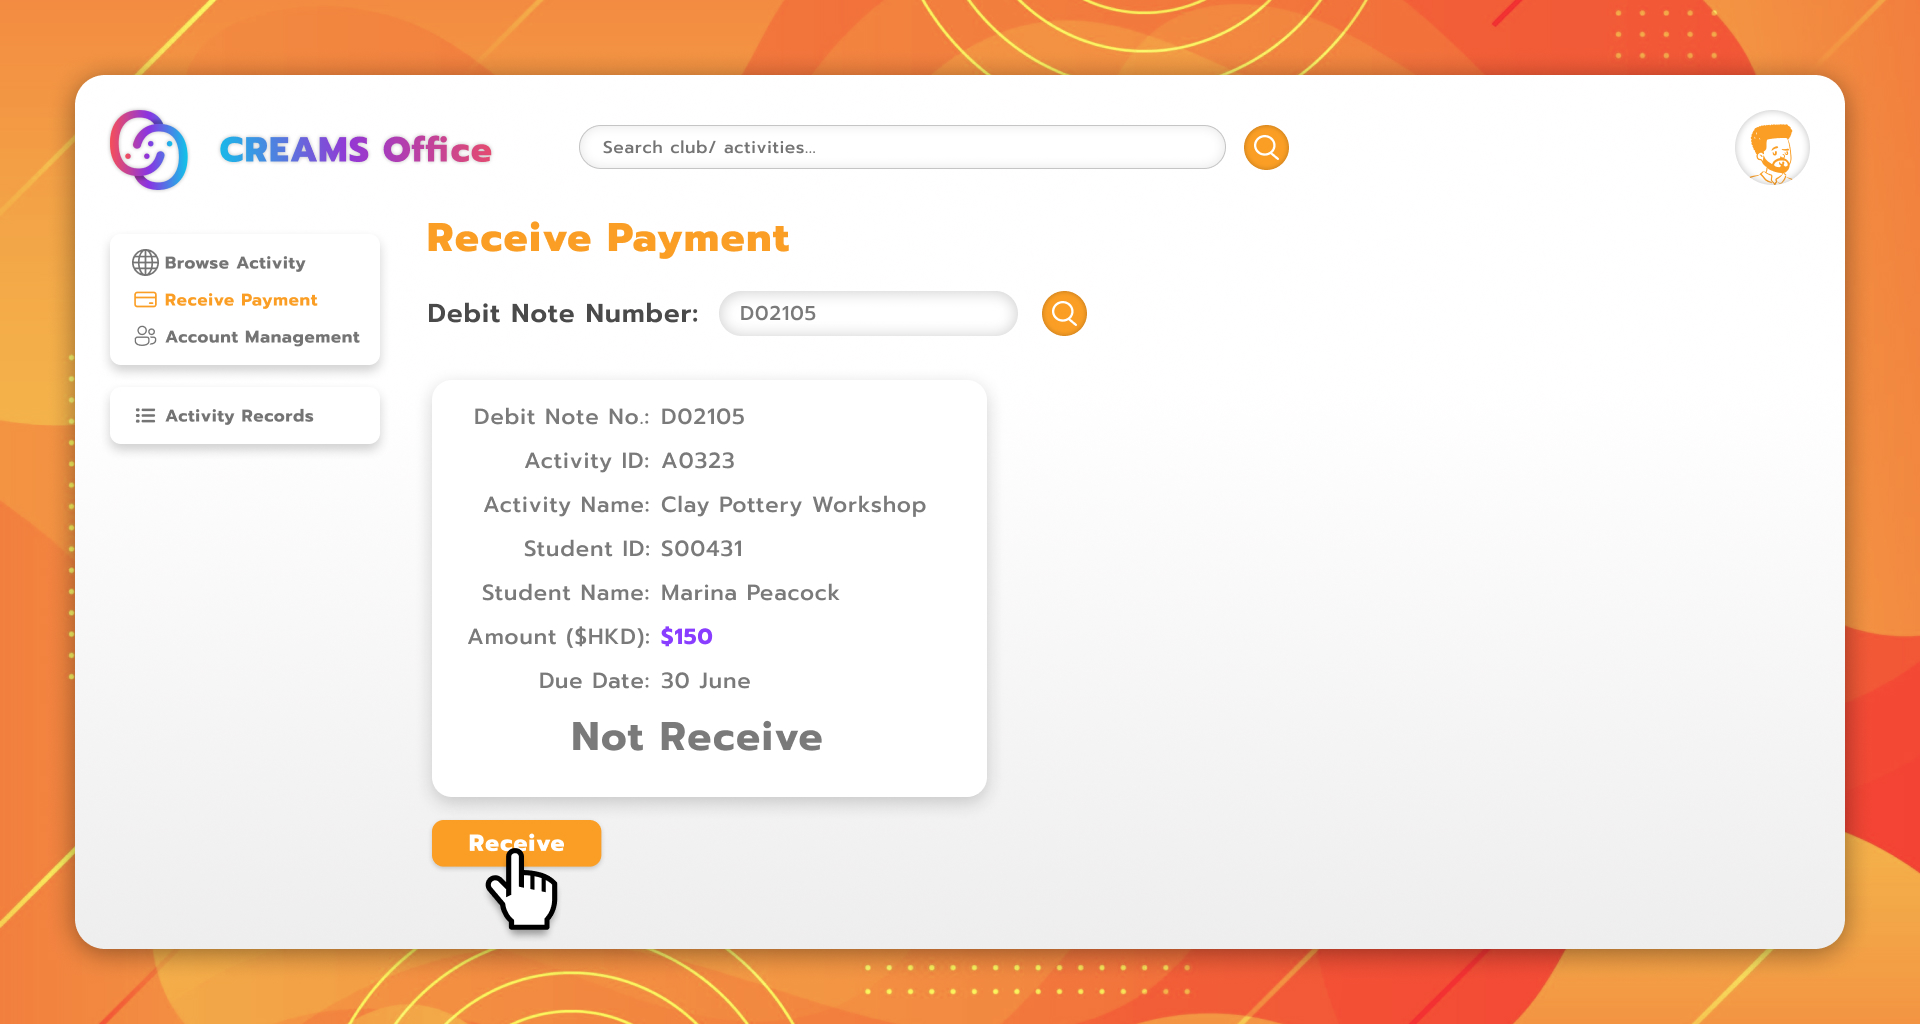 CREAMS Office
Search club/ activities...
Browse Activity
Receive Payment
Account Management
Activity Records
Receive Payment
Debit Note Number: D02105
Debit Note No.: D02105
Activity ID: A0323
Activity Name: Clay Pottery Workshop
Student ID: S00431
Student Name: Marina Peacock
Amount ($HKD): $150
Due Date: 30 June
Not Receive
Receive